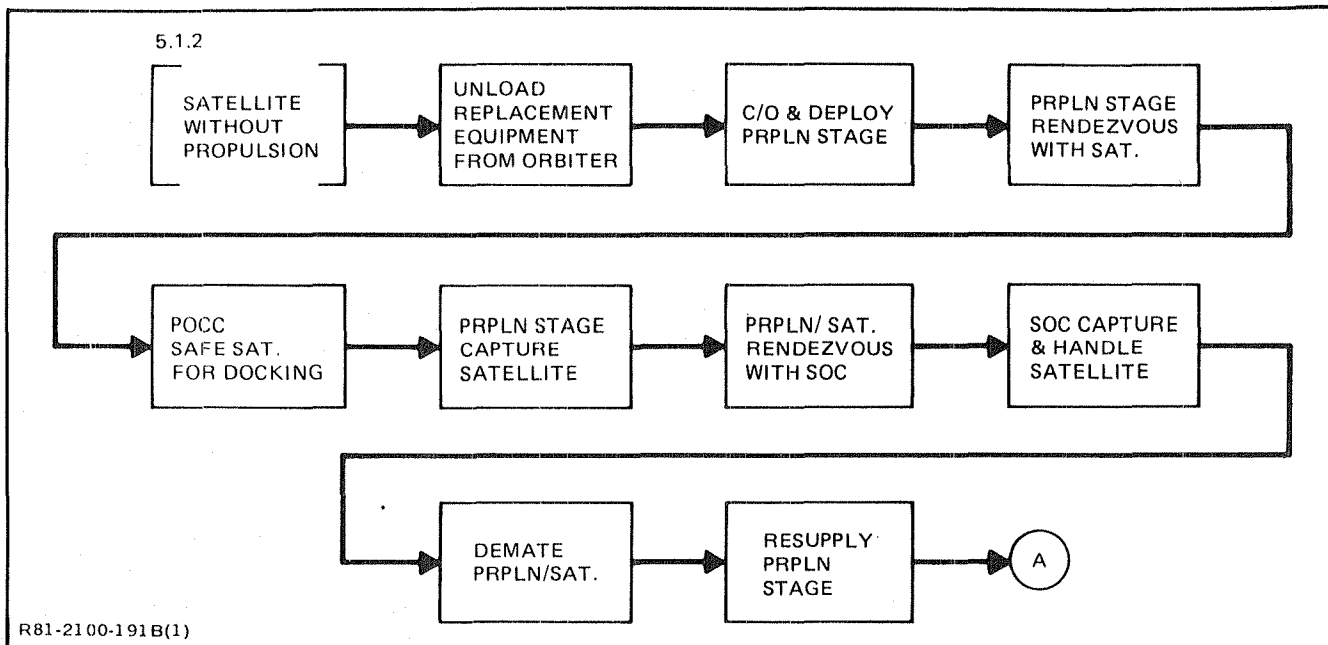 5.1.2
SATELLITE
WITHOUT
PROPULSION
UNLOAD
REPLACEMENT
EQUIPMENT
FROM ORBITER
C/O & DEPLOY
PRPLN STAGE
PRPLN STAGE
RENDEZVOUS
WITH SAT.
POCC
SAFE SAT.
FOR DOCKING
PRPLN STAGE
CAPTURE
SATELLITE
PRPLN/ SAT.
RENDEZVOUS
WITH SOC
SOC CAPTURE
& HANDLE
SATELLITE
DEMATE
PRPLN/SAT.
RESUPPLY
PRPLN
STAGE
A
R81-2100-191B(1)